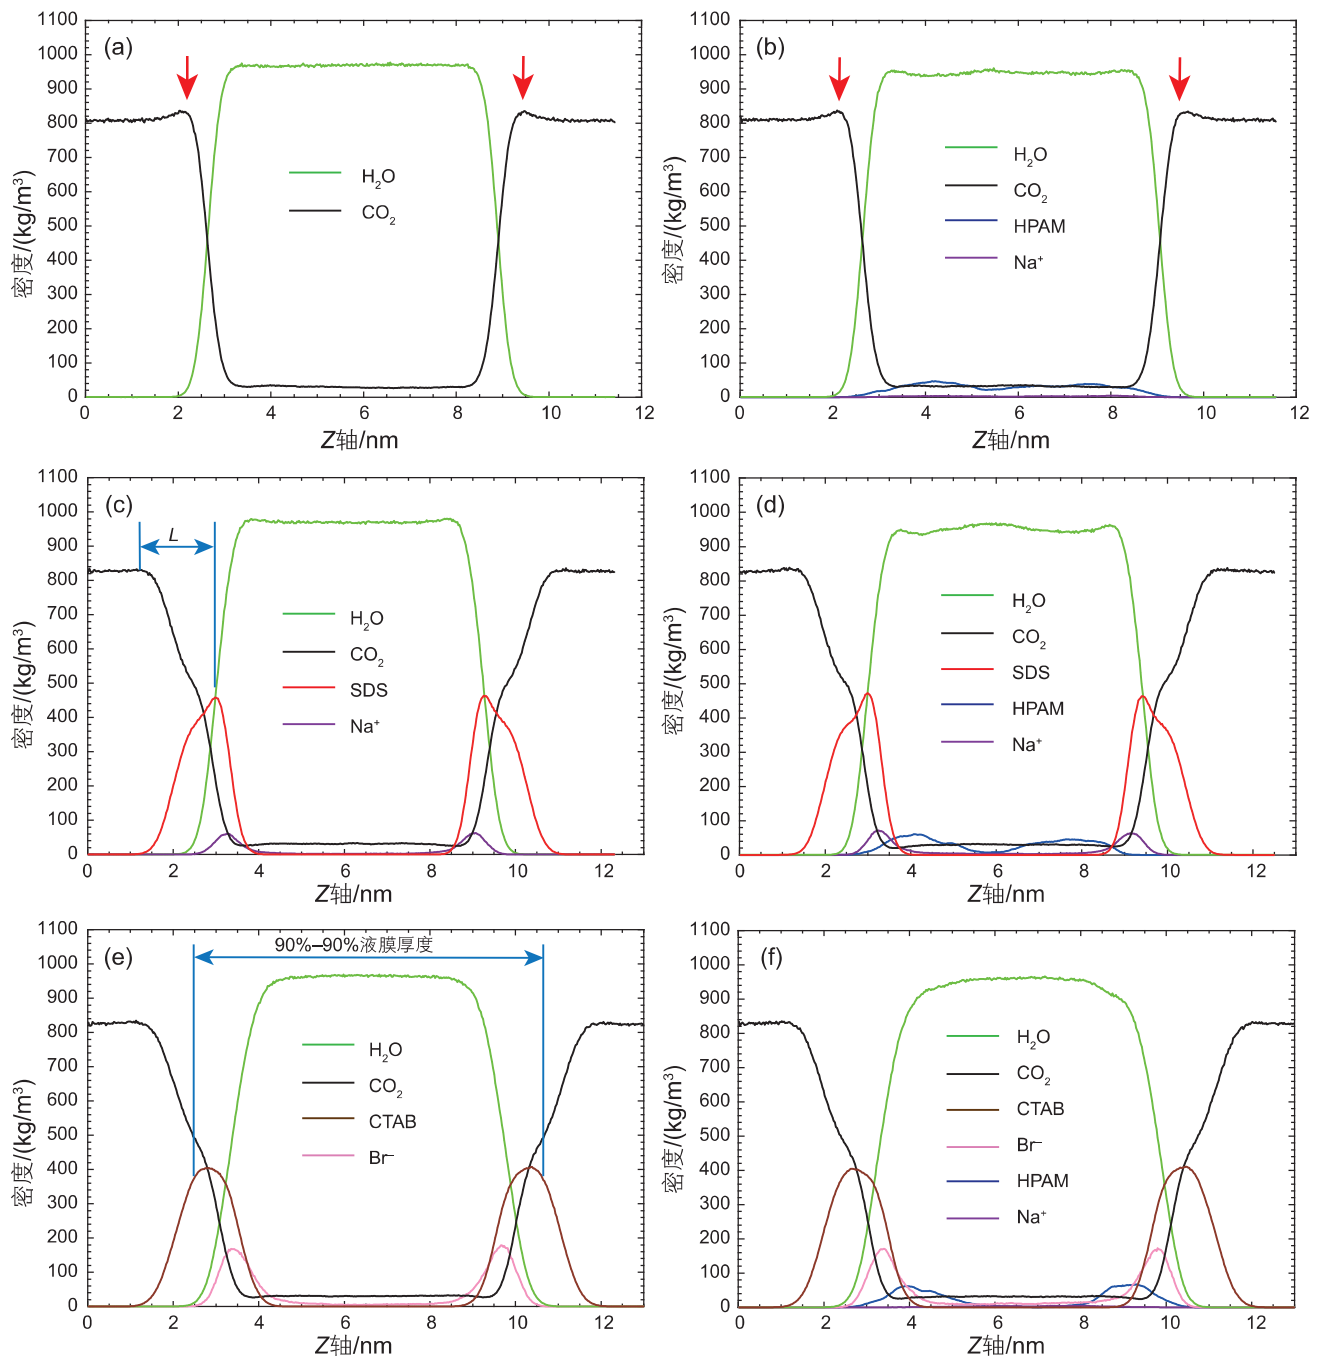 (a)
1100
1000
900
800
700
600
500
400
300
200
100
0
密度/(kg/m³)
H₂O
CO₂
0 2 4 6 8 10 12
Z轴/nm
(b)
1100
1000
900
800
700
600
500
400
300
200
100
0
密度/(kg/m³)
H₂O
CO₂
HPAM
Na⁺
0 2 4 6 8 10 12
Z轴/nm
(c)
1100
1000
900
800
700
600
500
400
300
200
100
0
密度/(kg/m³)
L
H₂O
CO₂
SDS
Na⁺
0 2 4 6 8 10 12
Z轴/nm
(d)
1100
1000
900
800
700
600
500
400
300
200
100
0
密度/(kg/m³)
H₂O
CO₂
SDS
HPAM
Na⁺
0 2 4 6 8 10 12
Z轴/nm
(e)
1100
1000
900
800
700
600
500
400
300
200
100
0
密度/(kg/m³)
90%–90%液膜厚度
H₂O
CO₂
CTAB
Br⁻
0 2 4 6 8 10 12
Z轴/nm
(f)
1100
1000
900
800
700
600
500
400
300
200
100
0
密度/(kg/m³)
H₂O
CO₂
CTAB
Br⁻
HPAM
Na⁺
0 2 4 6 8 10 12
Z轴/nm